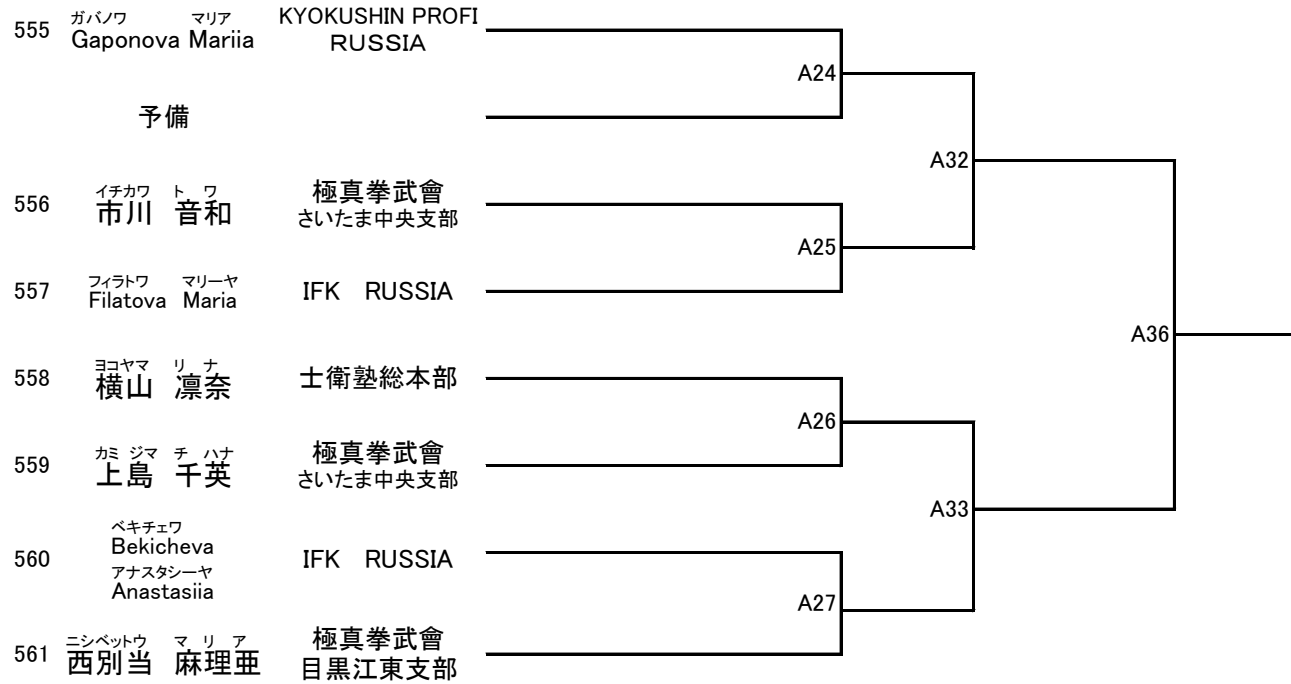 ガバノワ マリア KYOKUSHIN PROFI
555 Gaponova Mariia RUSSIA
A24
予備
A32
イチカワ ト ワ 極真拳武會
556 市川 音和 さいたま中央支部
A25
フィラトワ マリーヤ
557 Filatova Maria IFK RUSSIA
A36
ヨコヤマ リ ナ
558 横山 凛奈 士衛塾総本部
A26
カミ ジマ チ ハナ 極真拳武會
559 上島 千英 さいたま中央支部
A33
ベキチェワ
Bekicheva
560 IFK RUSSIA
アナスタシーヤ
Anastasiia
A27
ニシベットウ マ リ ア 極真拳武會
561 西別当 麻理亜 目黒江東支部